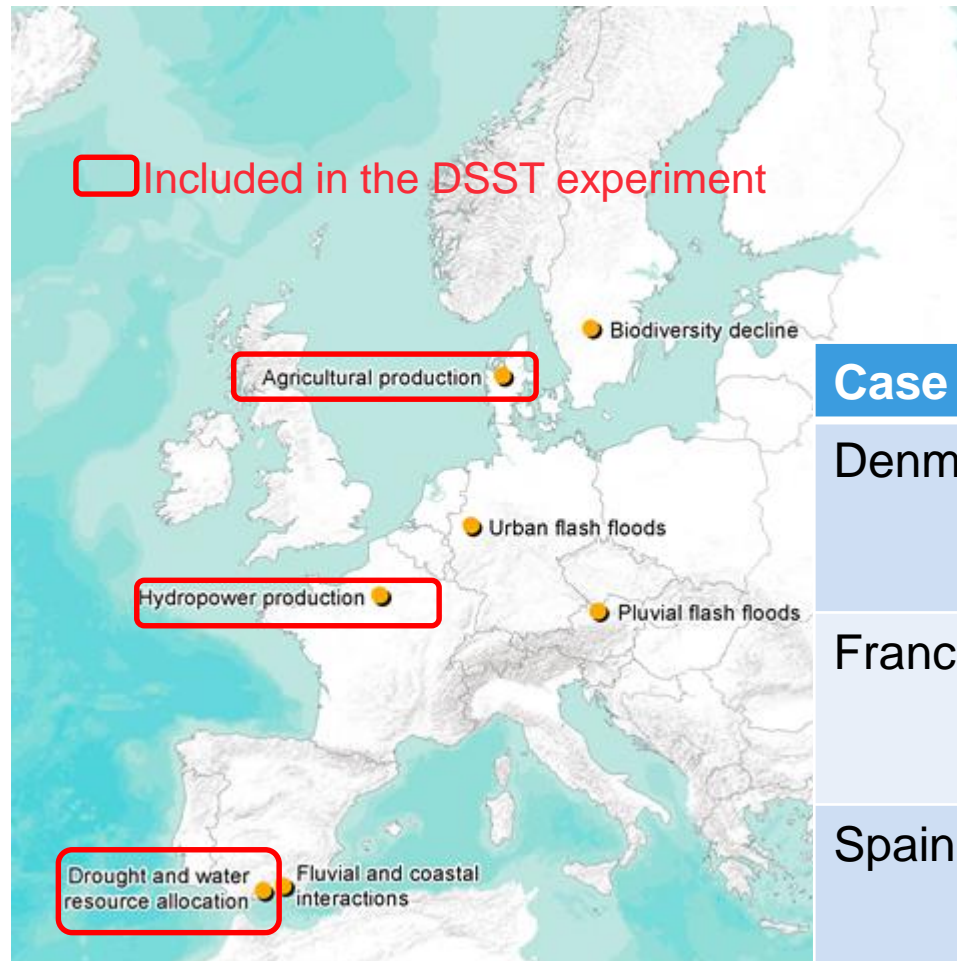 Included in the DSST experiment
Biodiversity decline
Agricultural production
Urban flash floods
Hydropower production
Pluvial flash floods
Drought and water
resource allocation
Fluvial and coastal
interactions
Case
Denm
Franc
Spain